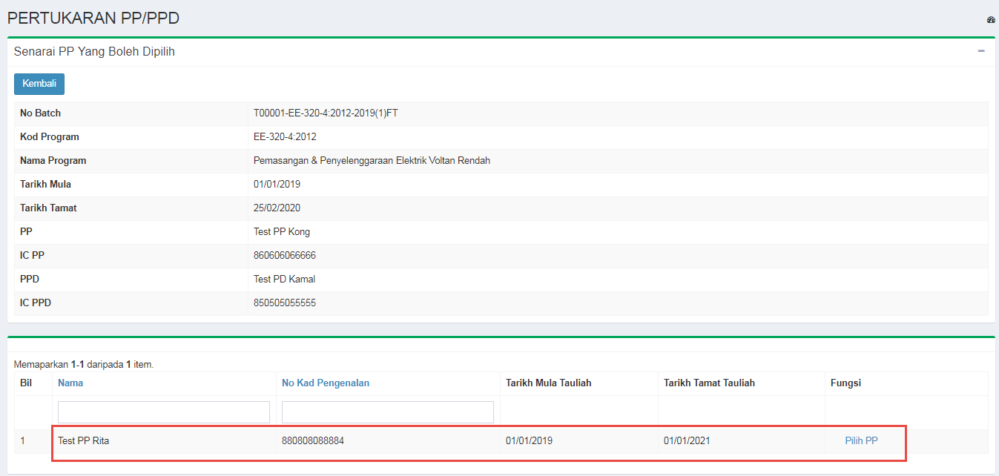 PERTUKARAN PP/PPD
Senarai PP Yang Boleh Dipilih
Kembali
No Batch T00001-EE-320-4:2012-2019(1)FT
Kod Program EE-320-4:2012
Nama Program Pemasangan & Penyelenggaraan Elektrik Voltan Rendah
Tarikh Mula 01/01/2019
Tarikh Tamat 25/02/2020
PP Test PP Kong
IC PP 860606066666
PPD Test PD Kamal
IC PPD 850505055555
Memaparkan 1-1 daripada 1 item.
Bil Nama No Kad Pengenalan Tarikh Mula Tauliah Tarikh Tamat Tauliah Fungsi
1 Test PP Rita 880808088884 01/01/2019 01/01/2021 Pilih PP